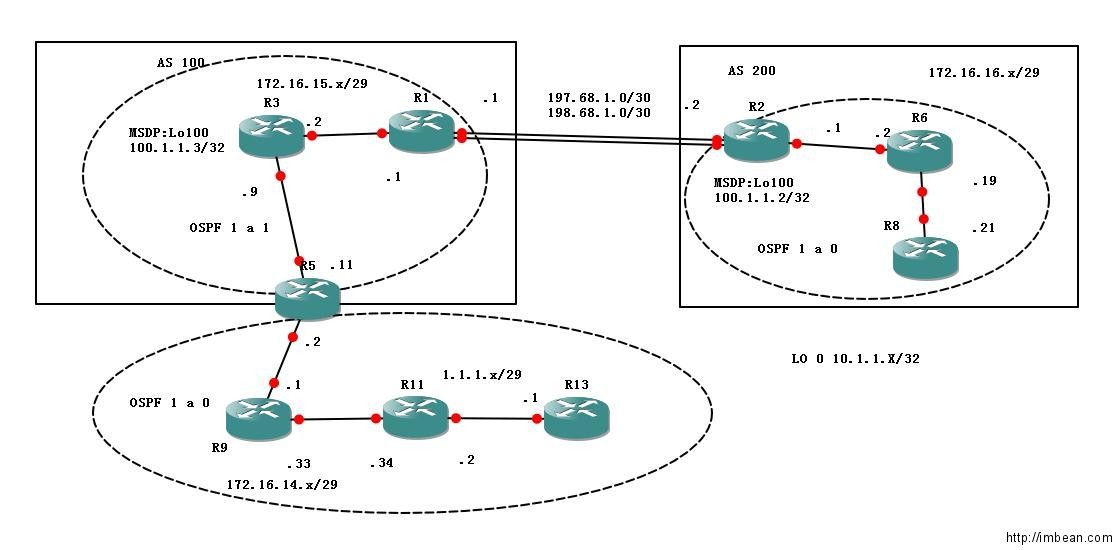 AS 100
172.16.15.x/29
R3
R1
.1
197.68.1.0/30
198.68.1.0/30
.2
AS 200
172.16.16.x/29
R2
R6
MSDP:Lo100
100.1.1.3/32
.2
.1
.1
.2
.9
.1
MSDP:Lo100
100.1.1.2/32
.19
OSPF 1 a 1
R8
.21
OSPF 1 a 0
R5
.11
.2
LO 0 10.1.1.X/32
.1
R11
1.1.1.x/29
R13
OSPF 1 a 0
.1
R9
.33
.34
.2
172.16.14.x/29
http://imbean.com